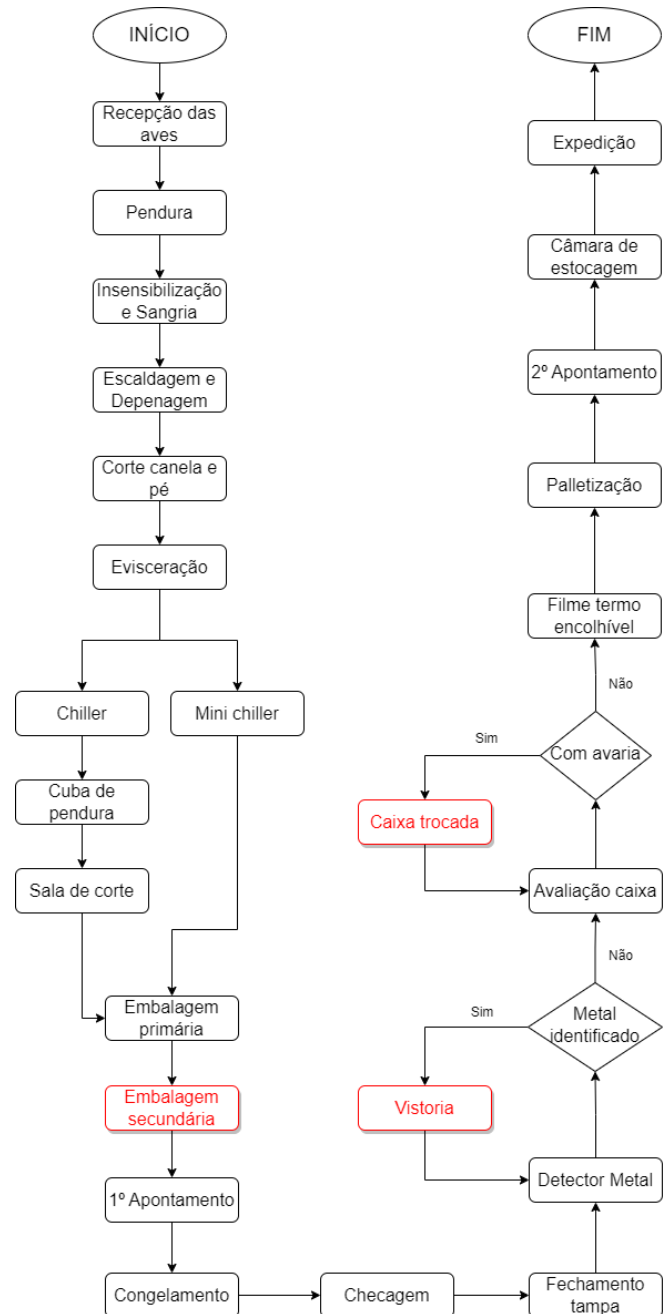 INÍCIO
Recepção das
aves
Pendura
Insensibilização
e Sangria
Escaldagem e
Depenagem
Corte canela e
pé
Evisceração
Chiller
Mini chiller
Cuba de
pendura
Sala de corte
Embalagem
primária
Embalagem
secundária
1º Apontamento
Congelamento
Checagem
Fechamento
tampa
Detector Metal
Vistoria
Sim
Metal
identificado
Não
Avaliação caixa
Caixa trocada
Sim
Com avaria
Não
Filme termo
encolhível
Palletização
2º Apontamento
Câmara de
estocagem
Expedição
FIM